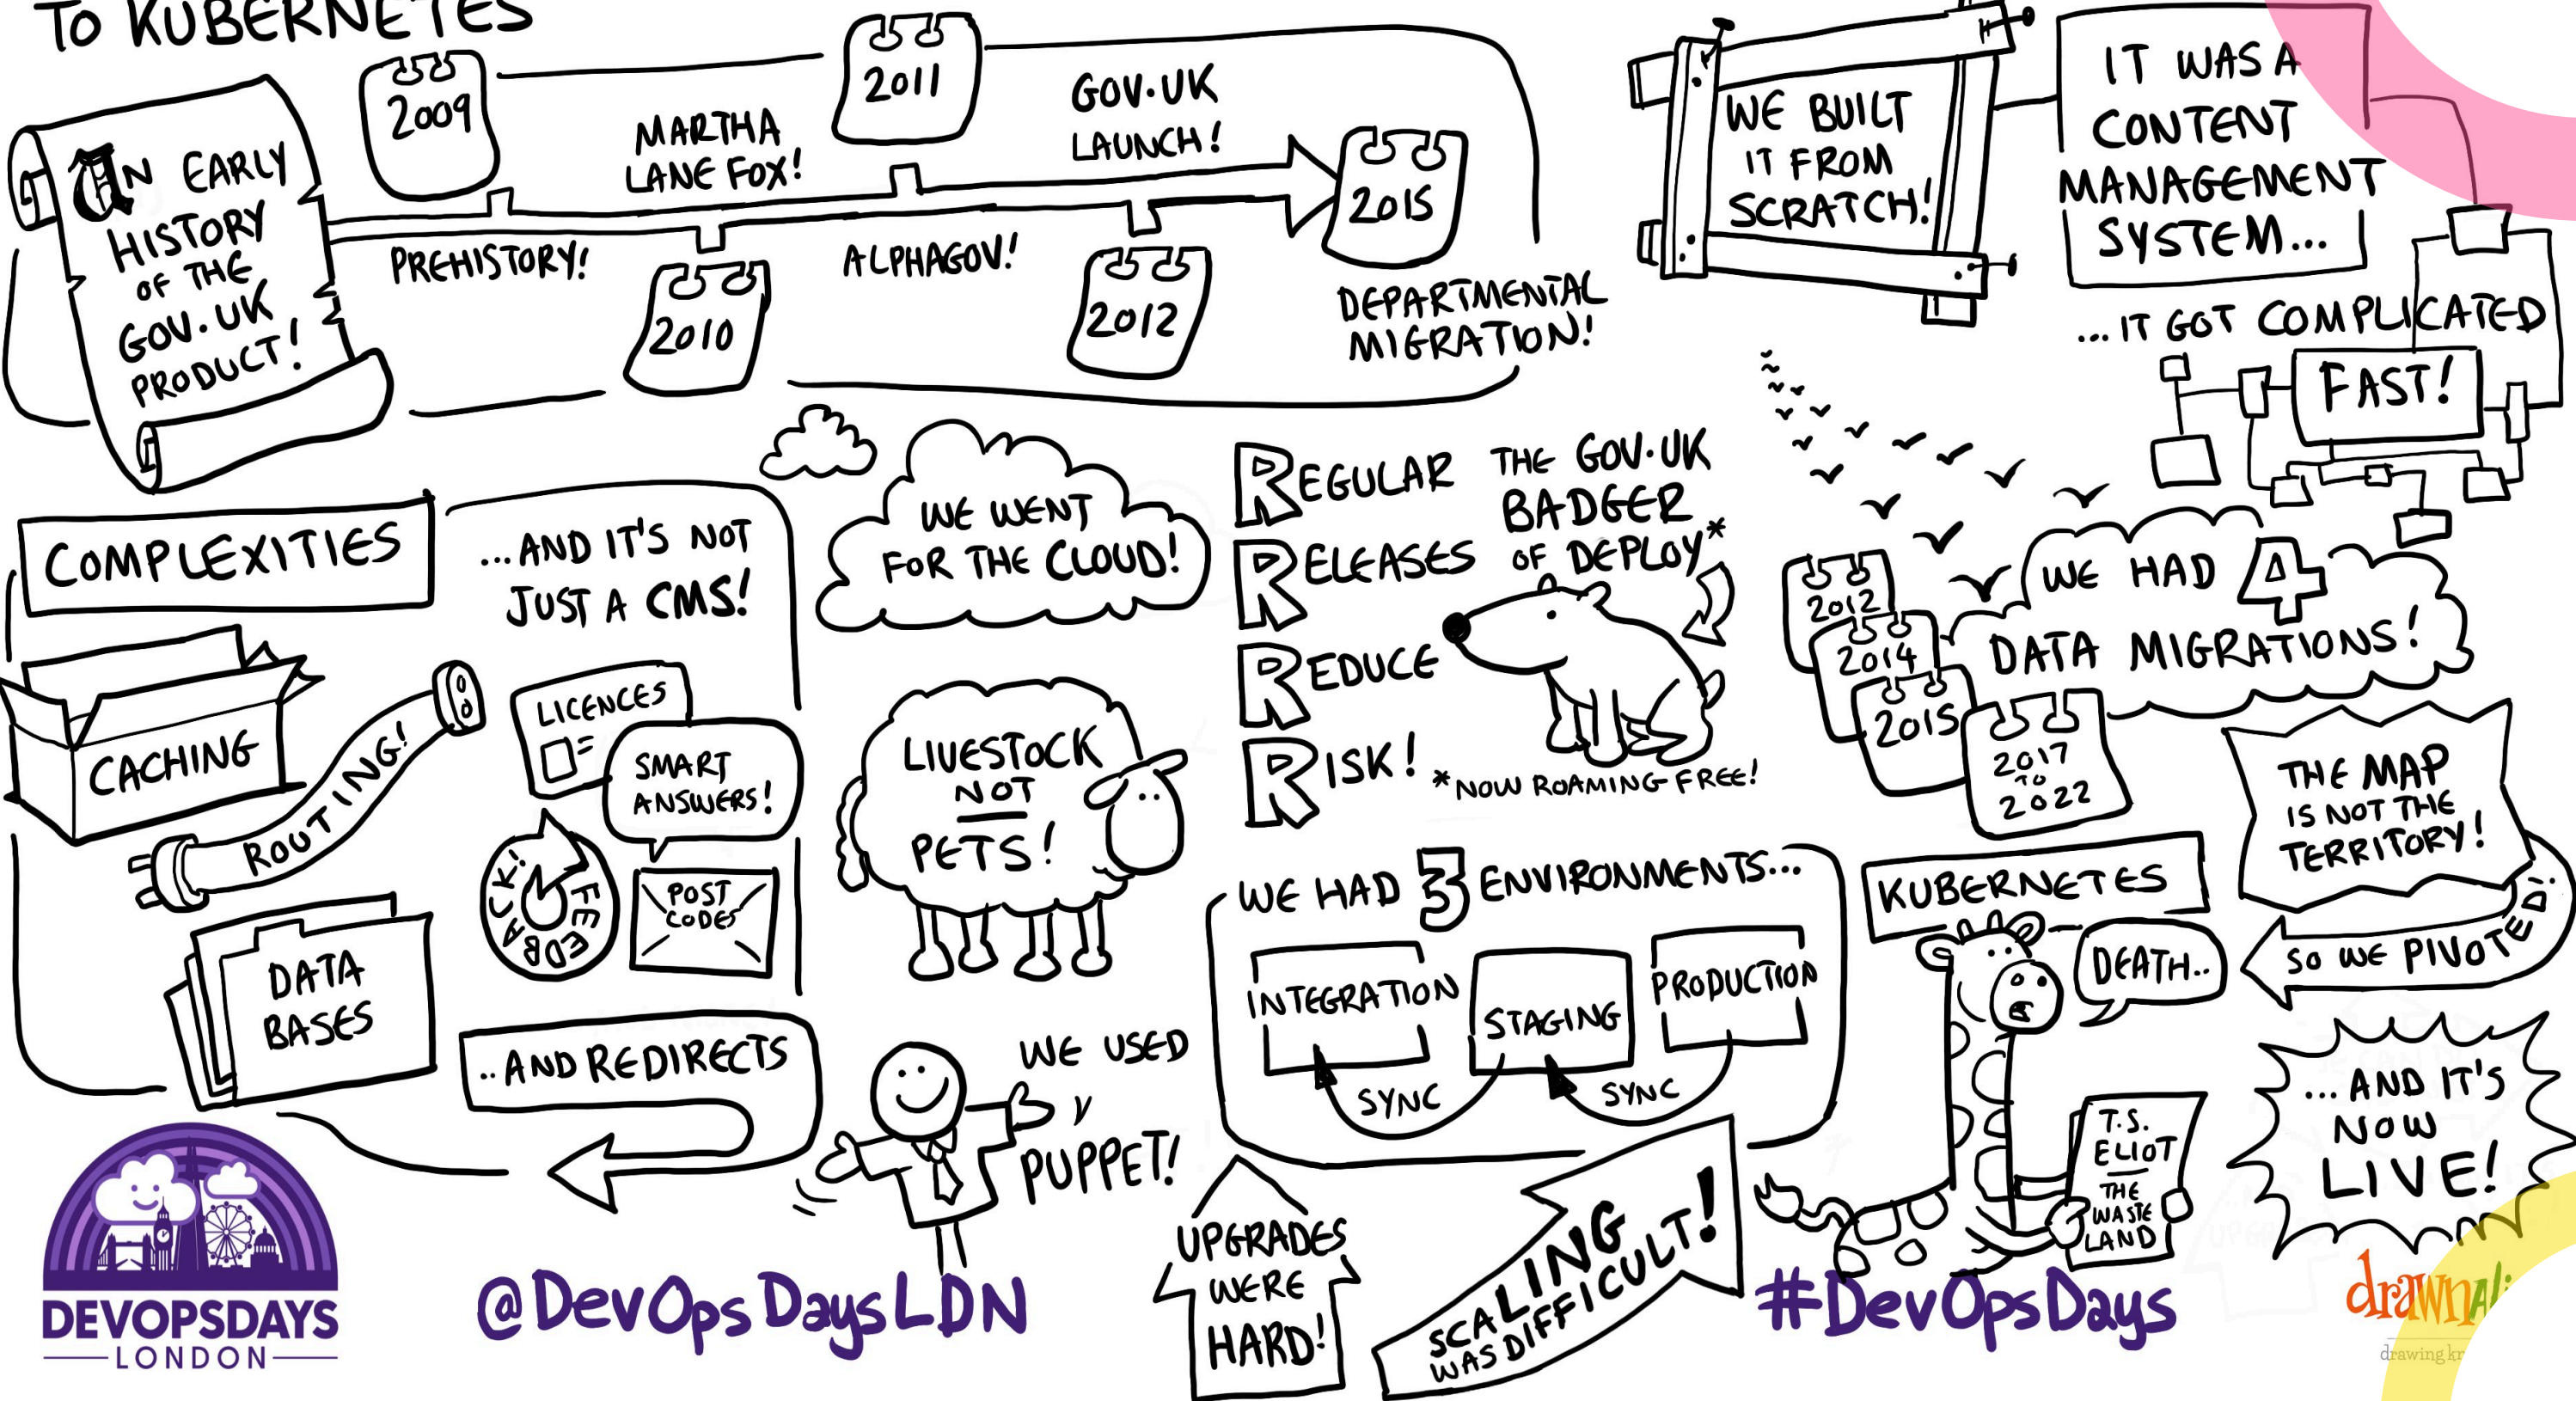 TO KUBERNETES
AN EARLY
HISTORY
OF THE
GOV.UK
PRODUCT!
2009
PREHISTORY!
MARTHA
LANE FOX!
2010
2011
ALPHAGOV!
GOV.UK
LAUNCH!
2012
2015
DEPARTMENTAL
MIGRATION!
WE BUILT
IT FROM
SCRATCH!
IT WAS A
CONTENT
MANAGEMENT
SYSTEM...
...IT GOT COMPLICATED
FAST!
COMPLEXITIES
CACHING
ROUTING!
DATA
BASES
...AND IT'S NOT
JUST A CMS!
LICENCES
SMART
ANSWERS!
FEEDBACK!
POST
CODES
..AND REDIRECTS
WE WENT
FOR THE CLOUD!
LIVESTOCK
NOT
PETS!
WE USED
PUPPET!
REGULAR
RELEASES
REDUCE
RISK!
THE GOV.UK
BADGER
OF DEPLOY*
*NOW ROAMING FREE!
WE HAD 3 ENVIRONMENTS...
INTEGRATION
STAGING
PRODUCTION
SYNC
SYNC
UPGRADES
WERE
HARD!
SCALING
WAS DIFFICULT!
WE HAD 4
DATA MIGRATIONS!
2012
2014
2015
2017
TO
2022
THE MAP
IS NOT THE
TERRITORY!
SO WE PIVOTED!
KUBERNETES
DEATH..
T.S.
ELIOT
THE
WASTE
LAND
...AND IT'S
NOW
LIVE!
DEVOPSDAYS
LONDON
@DevOpsDaysLDN
#DevOpsDays
drawing